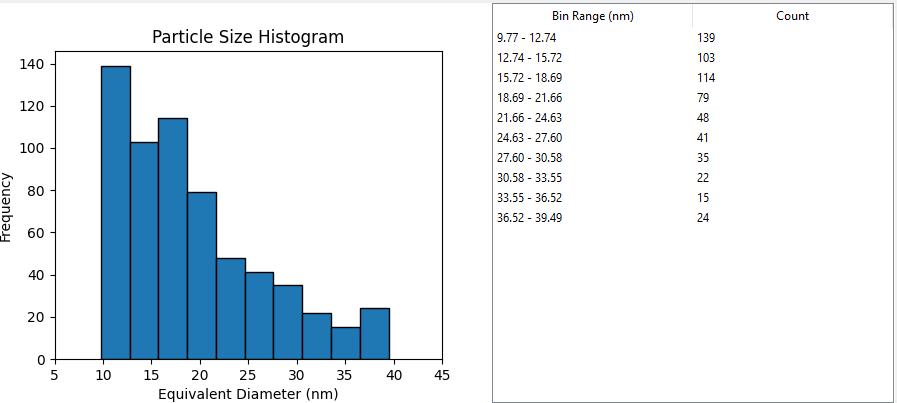 Particle Size Histogram
Frequency
140
120
100
80
60
40
20
0
5 10 15 20 25 30 35 40 45
Equivalent Diameter (nm)
Bin Range (nm) Count
9.77 - 12.74 139
12.74 - 15.72 103
15.72 - 18.69 114
18.69 - 21.66 79
21.66 - 24.63 48
24.63 - 27.60 41
27.60 - 30.58 35
30.58 - 33.55 22
33.55 - 36.52 15
36.52 - 39.49 24